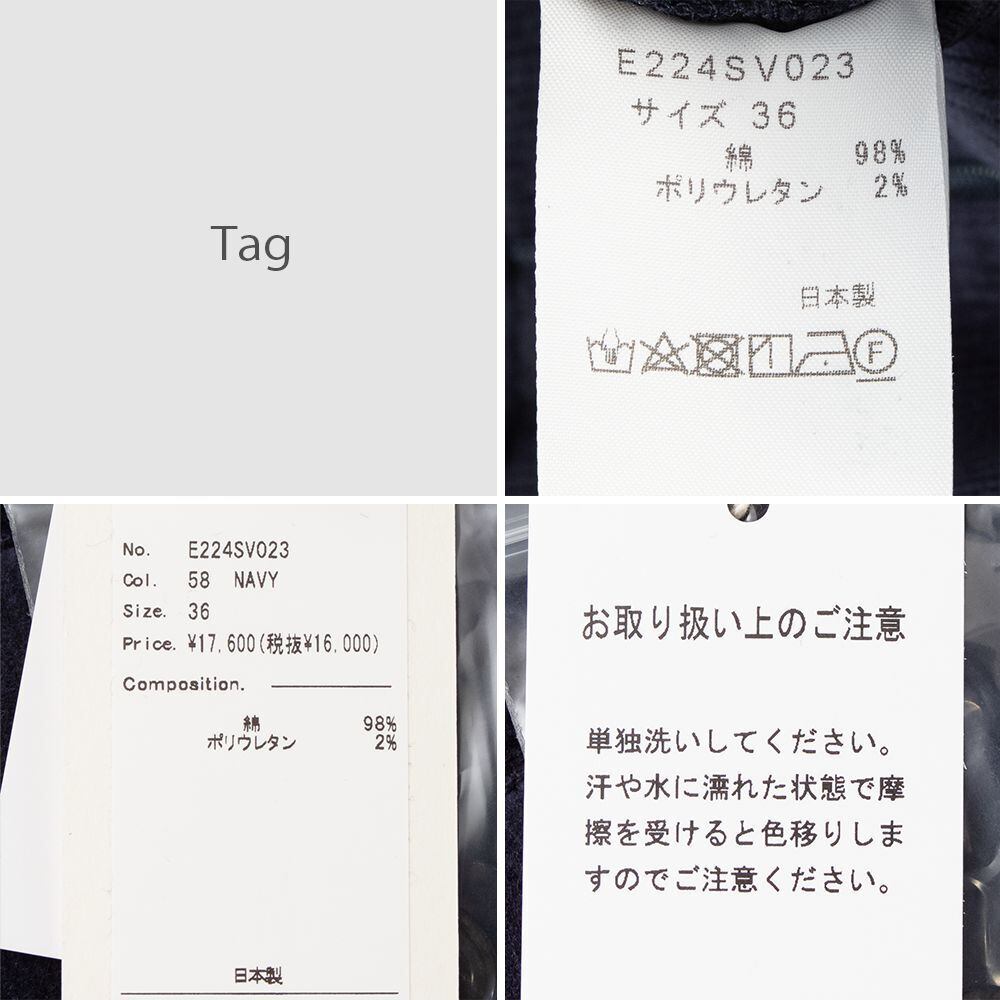 Tag
E224SV023
サイズ 36
綿 98%
ポリウレタン 2%
日本製
F
No. E224SV023
Col. 58 NAVY
Size. 36
Price. ¥17,600(税抜¥16,000)
Composition.
綿 98%
ポリウレタン 2%
日本製
お取り扱い上のご注意
単独洗いしてください。
汗や水に濡れた状態で摩
擦を受けると色移りしま
すのでご注意ください。